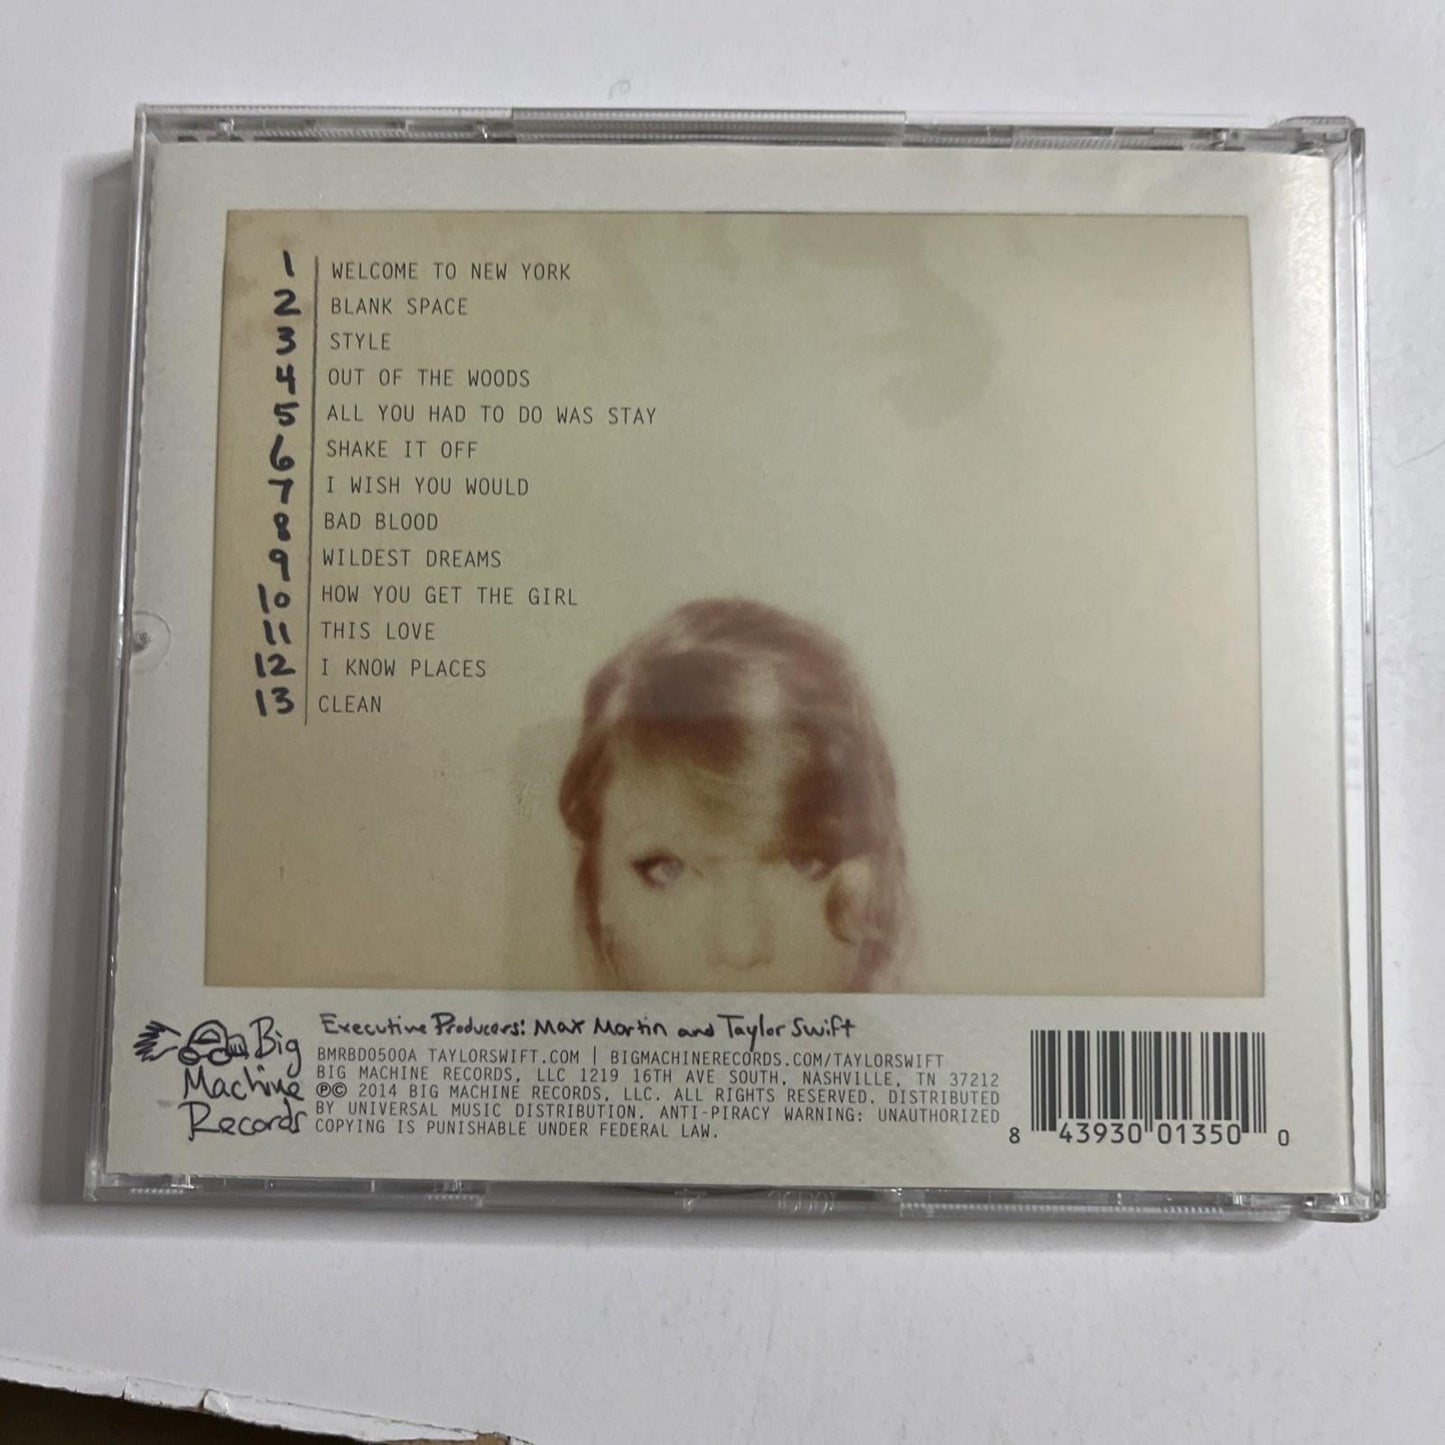 1 WELCOME TO NEW YORK
2 BLANK SPACE
3 STYLE
4 OUT OF THE WOODS
5 ALL YOU HAD TO DO WAS STAY
6 SHAKE IT OFF
7 I WISH YOU WOULD
8 BAD BLOOD
9 WILDEST DREAMS
10 HOW YOU GET THE GIRL
11 THIS LOVE
12 I KNOW PLACES
13 CLEAN
Big
Machine
Records
Executive Producers: Max Martin and Taylor Swift
BMRBD0500A TAYLORSWIFT.COM | BIGMACHINERECORDS.COM/TAYLORSWIFT
BIG MACHINE RECORDS, LLC 1219 16TH AVE SOUTH, NASHVILLE, TN 37212
℗© 2014 BIG MACHINE RECORDS, LLC. ALL RIGHTS RESERVED. DISTRIBUTED
BY UNIVERSAL MUSIC DISTRIBUTION. ANTI-PIRACY WARNING: UNAUTHORIZED
COPYING IS PUNISHABLE UNDER FEDERAL LAW.
8 43930 01350 0